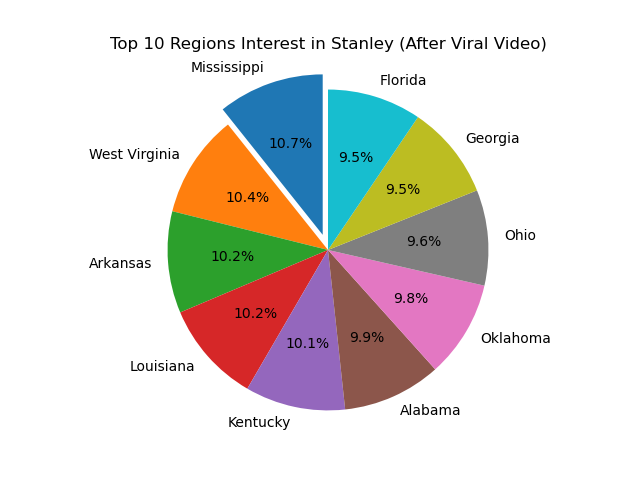 Top 10 Regions Interest in Stanley (After Viral Video)
Mississippi
10.7%
West Virginia
10.4%
Arkansas
10.2%
Louisiana
10.2%
Kentucky
10.1%
Alabama
9.9%
Oklahoma
9.8%
Ohio
9.6%
Georgia
9.5%
Florida
9.5%